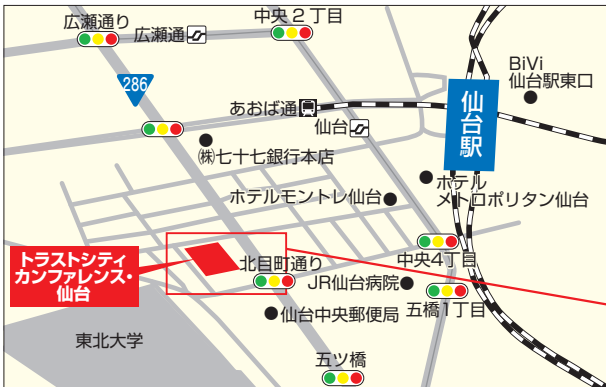 広瀬通り
中央2丁目
広瀬通
286
BiVi
仙台駅東口
あおば通
仙台
仙台駅
㈱七十七銀行本店
ホテル
メトロポリタン仙台
ホテルモントレ仙台
トラストシティ
カンファレンス・
仙台
北目町通り
中央4丁目
JR仙台病院
五橋1丁目
仙台中央郵便局
東北大学
五ツ橋